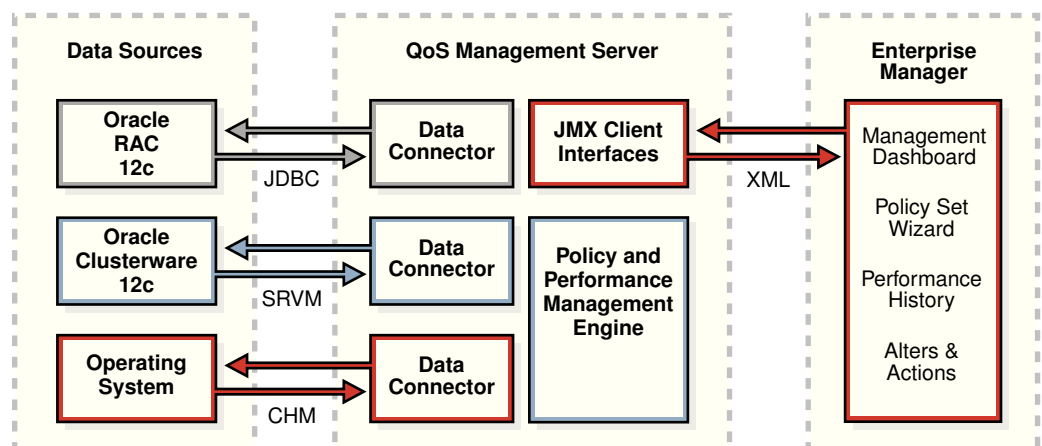 Data Sources
Oracle
RAC
12c
JDBC
Oracle
Clusterware
12c
SRVM
Operating
System
CHM
QoS Management Server
Data
Connector
Data
Connector
Data
Connector
JMX Client
Interfaces
Policy and
Performance
Management
Engine
XML
Enterprise
Manager
Management
Dashboard
Policy Set
Wizard
Performance
History
Alters &
Actions